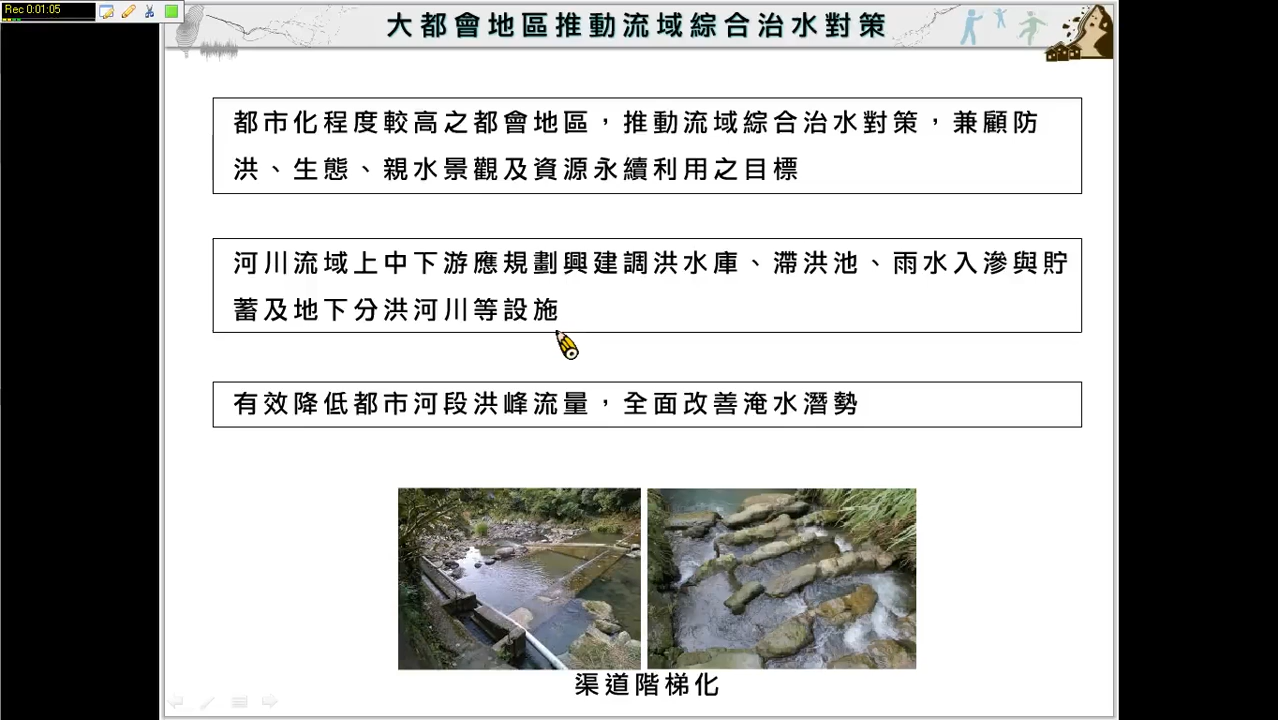 Rec 0:01:05
大都會地區推動流域綜合治水對策
都市化程度較高之都會地區，推動流域綜合治水對策，兼顧防
洪、生態、親水景觀及資源永續利用之目標
河川流域上中下游應規劃興建調洪水庫、滯洪池、雨水入滲與貯
蓄及地下分洪河川等設施
有效降低都市河段洪峰流量，全面改善淹水潛勢
渠道階梯化